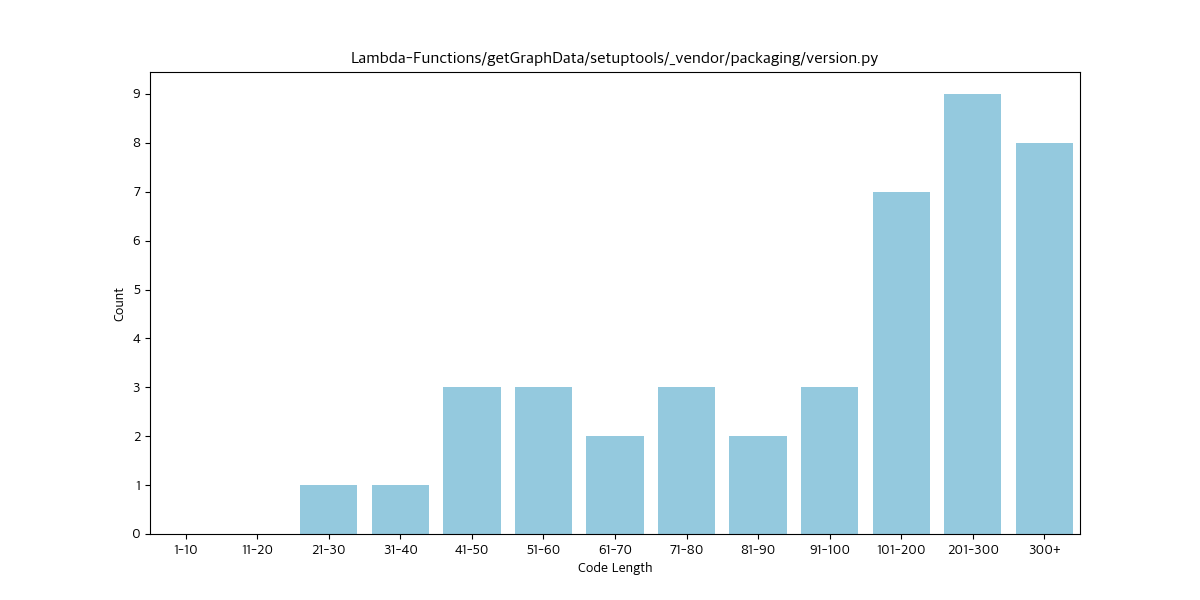 Lambda-Functions/getGraphData/setuptools/_vendor/packaging/version.py
9
8
7
6
5
4
3
2
1
0
Count
1-10 11-20 21-30 31-40 41-50 51-60 61-70 71-80 81-90 91-100 101-200 201-300 300+
Code Length